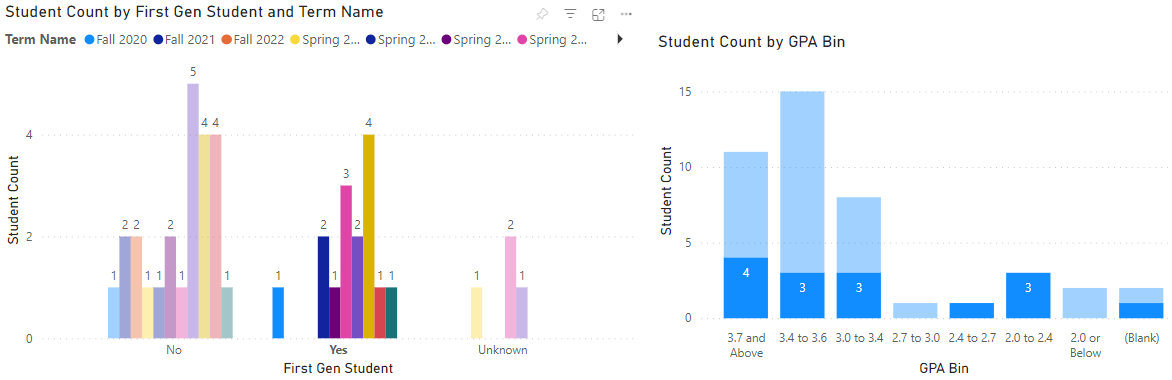 Student Count by First Gen Student and Term Name
Term Name Fall 2020 Fall 2021 Fall 2022 Spring 2... Spring 2... Spring 2... Spring 2...
Student Count
4
2
0
1 2 2 1 1 2 1 5 4 4 1
1 2 1 3 2 4 1 1
1 2 1
No Yes Unknown
First Gen Student
Student Count by GPA Bin
Student Count
15
10
5
0
4 3 3 3
3.7 and Above
3.4 to 3.6
3.0 to 3.4
2.7 to 3.0
2.4 to 2.7
2.0 to 2.4
2.0 or Below
(Blank)
GPA Bin